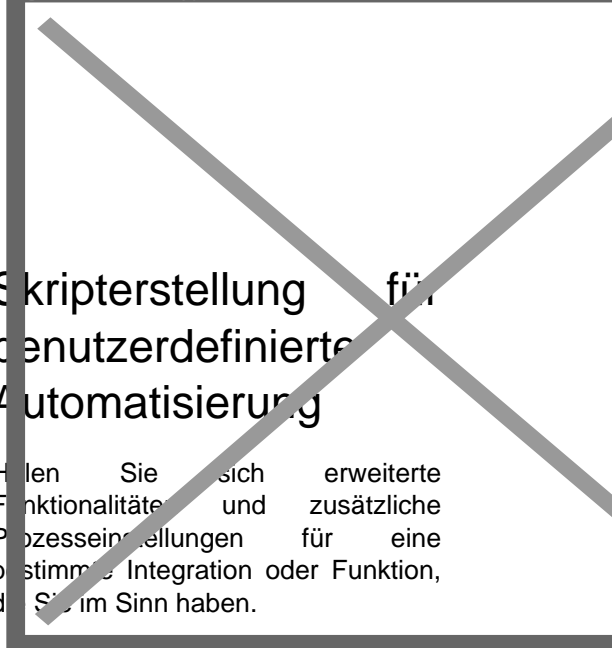 Skripterstellung für
benutzerdefinierte
Automatisierung
Holen Sie sich erweiterte
Funktionalitäten und zusätzliche
Prozesseinstellungen für eine
bestimmte Integration oder Funktion,
die Sie im Sinn haben.